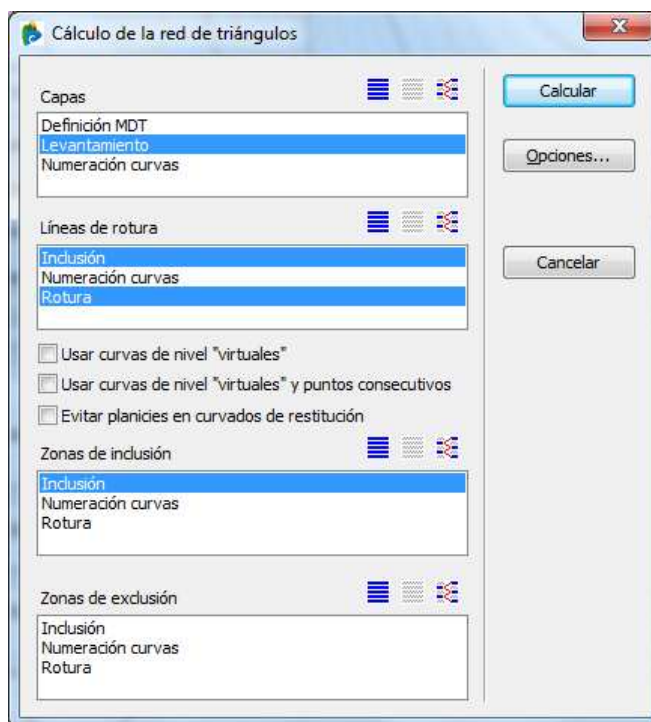 Cálculo de la red de triángulos
Capas
Definición MDT
Levantamiento
Numeración curvas
Líneas de rotura
Inclusión
Numeración curvas
Rotura
Usar curvas de nivel "virtuales"
Usar curvas de nivel "virtuales" y puntos consecutivos
Evitar planicies en curvados de restitución
Zonas de inclusión
Inclusión
Numeración curvas
Rotura
Zonas de exclusión
Inclusión
Numeración curvas
Rotura
Calcular
Opciones...
Cancelar